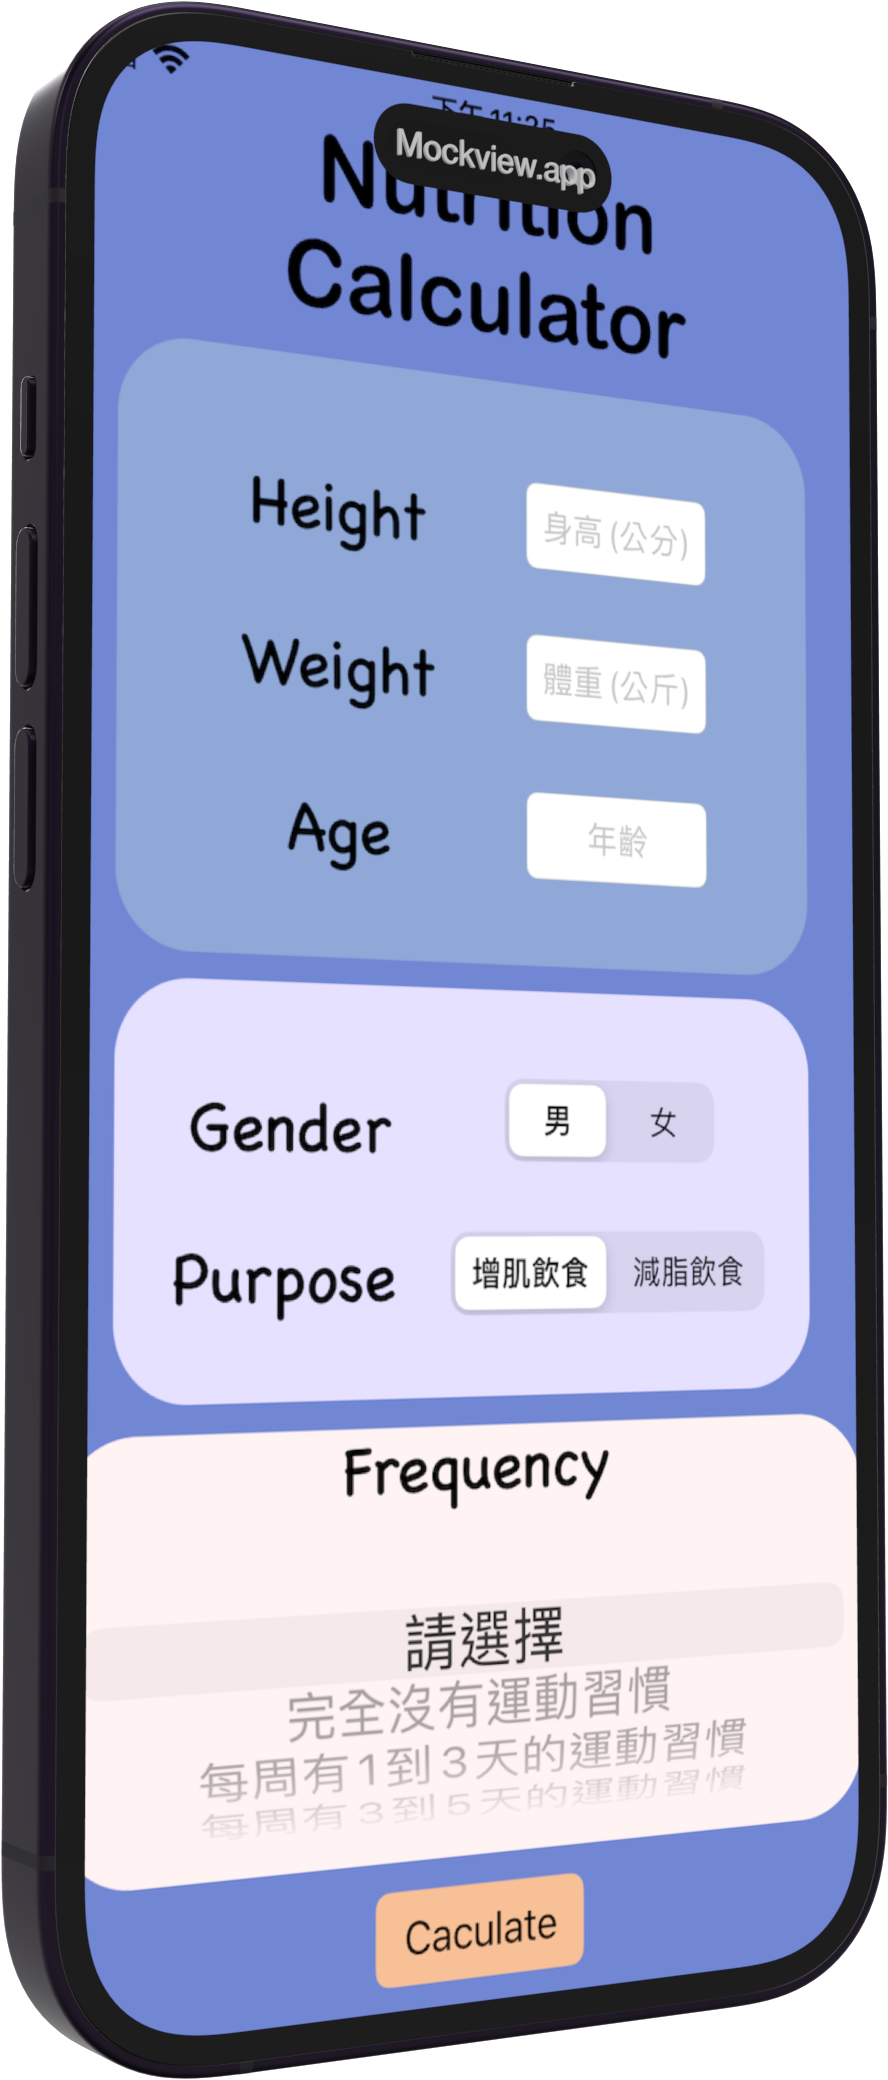 下午 11:25
Mockview.app
Nutrition
Calculator
Height
身高 (公分)
Weight
體重 (公斤)
Age
年齡
Gender
男
女
Purpose
增肌飲食
減脂飲食
Frequency
請選擇
完全沒有運動習慣
每周有1到3天的運動習慣
每周有3到5天的運動習慣
Caculate